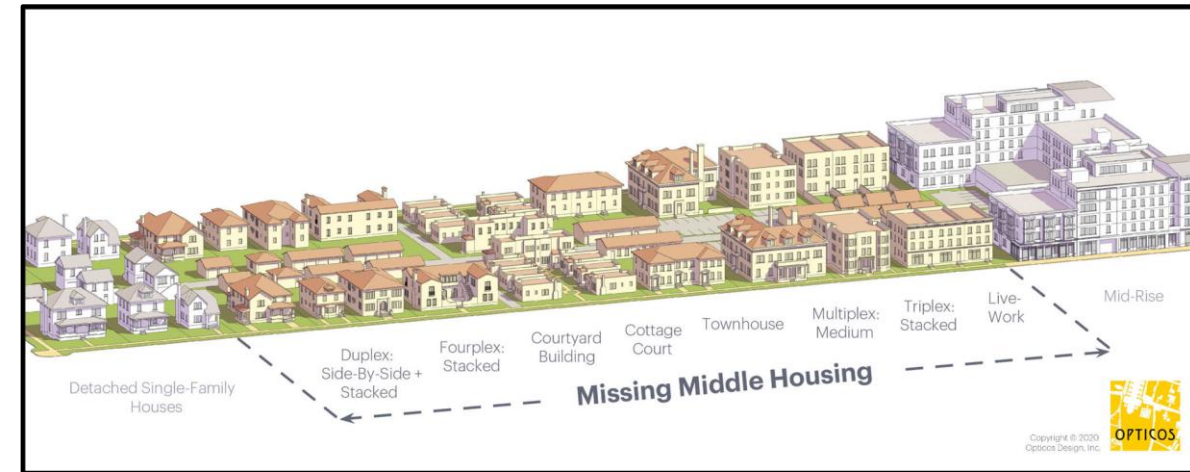 Detached Single-Family
Houses
Duplex:
Side-By-Side +
Stacked
Fourplex:
Stacked
Courtyard
Building
Cottage
Court
Townhouse
Multiplex:
Medium
Triplex:
Stacked
Live-
Work
Mid-Rise
Missing Middle Housing
Copyright © 2020
Opticos Design, Inc.
OPTICOS